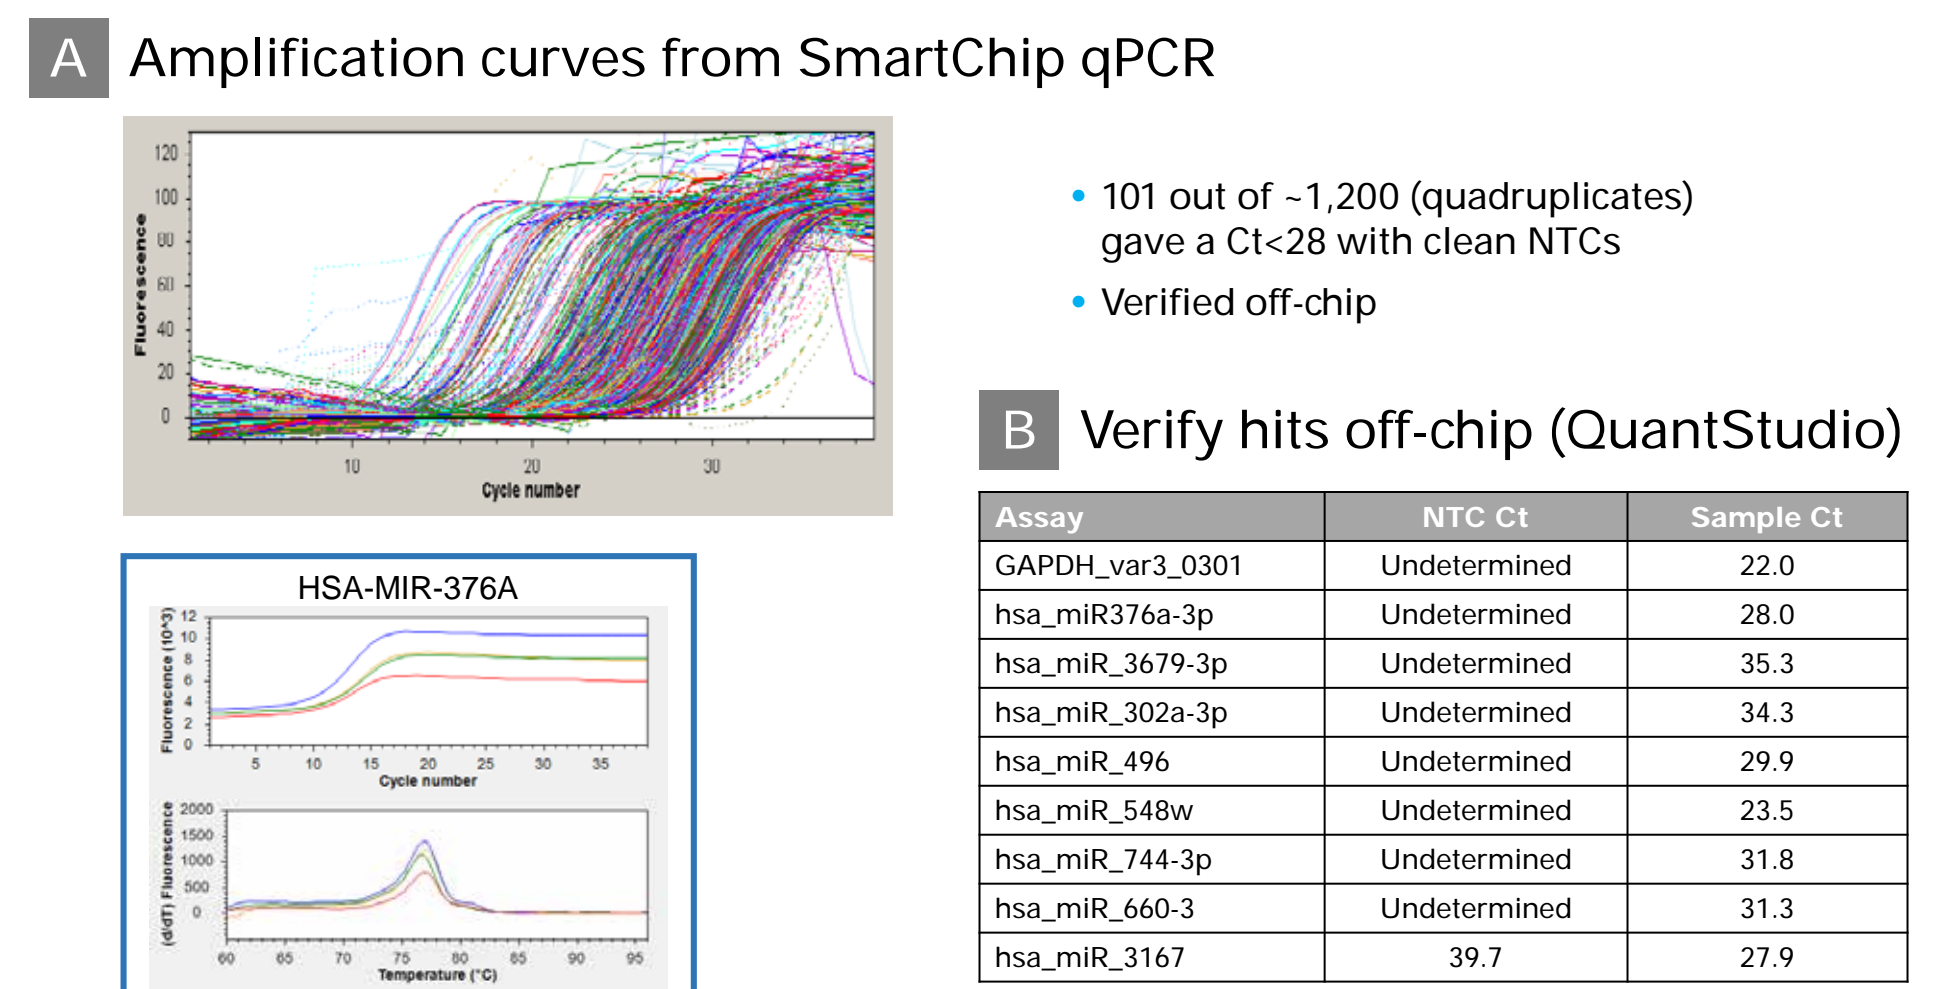 A Amplification curves from SmartChip qPCR
Fluorescence
120
100
80
60
40
20
0
10 20 30
Cycle number
• 101 out of ~1,200 (quadruplicates)
gave a Ct<28 with clean NTCs
• Verified off-chip
B Verify hits off-chip (QuantStudio)
Assay NTC Ct Sample Ct
GAPDH_var3_0301 Undetermined 22.0
hsa_miR376a-3p Undetermined 28.0
hsa_miR_3679-3p Undetermined 35.3
hsa_miR_302a-3p Undetermined 34.3
hsa_miR_496 Undetermined 29.9
hsa_miR_548w Undetermined 23.5
hsa_miR_744-3p Undetermined 31.8
hsa_miR_660-3 Undetermined 31.3
hsa_miR_3167 39.7 27.9
HSA-MIR-376A
Fluorescence (10^3)
12
10
8
6
4
2
0
5 10 15 20 25 30 35
Cycle number
(d/dT) Fluorescence
2000
1500
1000
500
0
60 65 70 75 80 85 90 95
Temperature (°C)